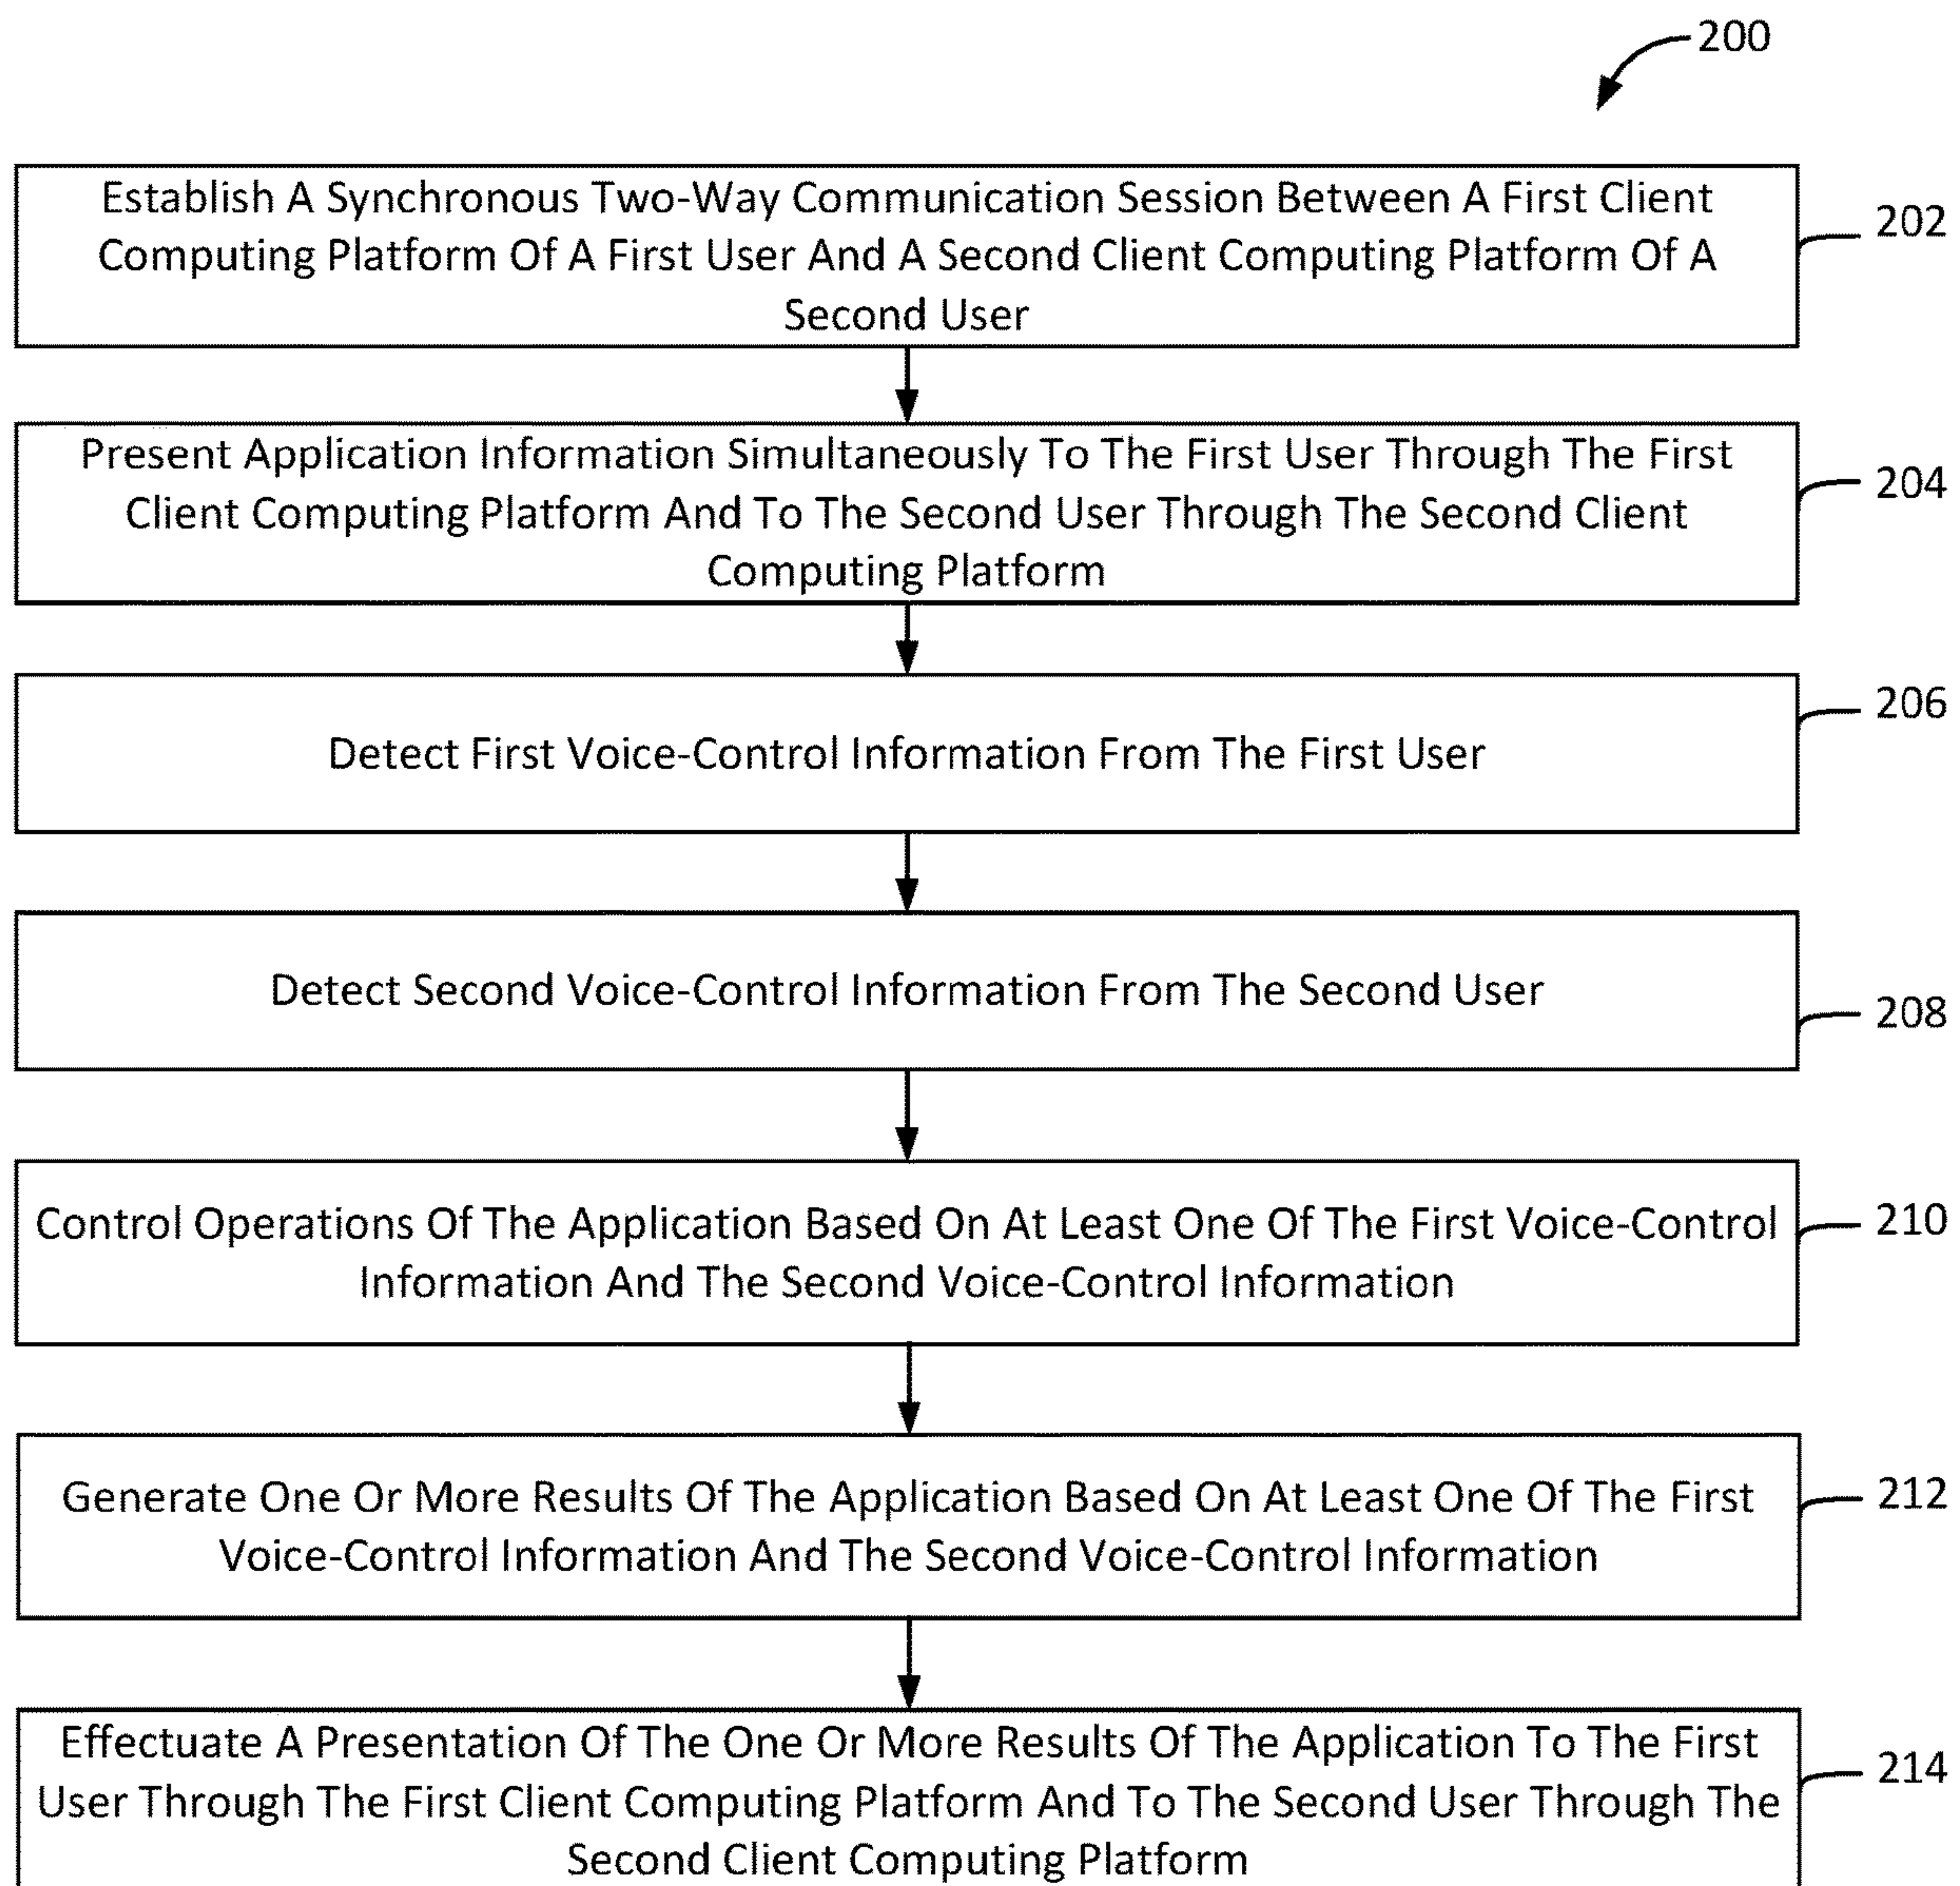 200
Establish A Synchronous Two-Way Communication Session Between A First Client
Computing Platform Of A First User And A Second Client Computing Platform Of A
Second User
202
Present Application Information Simultaneously To The First User Through The First
Client Computing Platform And To The Second User Through The Second Client
Computing Platform
204
Detect First Voice-Control Information From The First User
206
Detect Second Voice-Control Information From The Second User
208
Control Operations Of The Application Based On At Least One Of The First Voice-Control
Information And The Second Voice-Control Information
210
Generate One Or More Results Of The Application Based On At Least One Of The First
Voice-Control Information And The Second Voice-Control Information
212
Effectuate A Presentation Of The One Or More Results Of The Application To The First
User Through The First Client Computing Platform And To The Second User Through The
Second Client Computing Platform
214